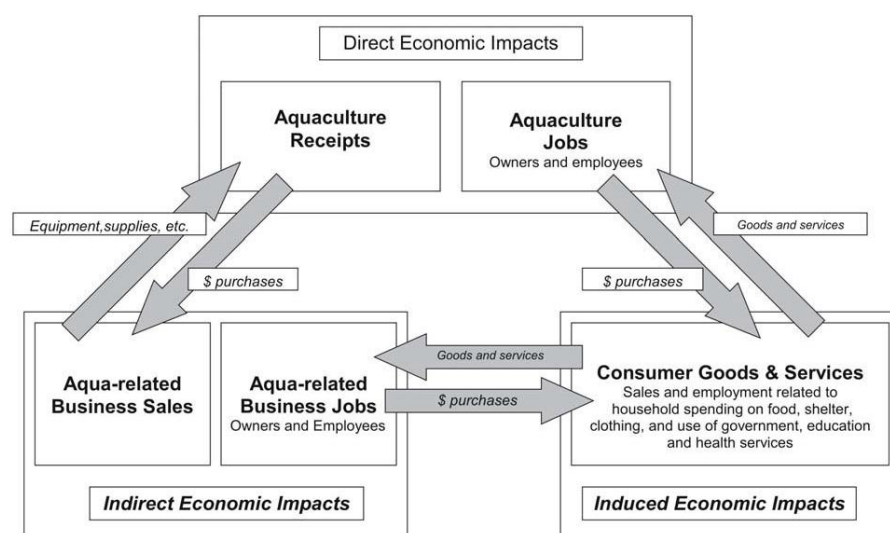 Direct Economic Impacts
Aquaculture
Receipts
Aquaculture
Jobs
Owners and employees
Equipment,supplies, etc.
Goods and services
$ purchases
$ purchases
Aqua-related
Business Sales
Aqua-related
Business Jobs
Owners and Employees
Goods and services
$ purchases
Consumer Goods & Services
Sales and employment related to
household spending on food, shelter,
clothing, and use of government, education
and health services
Indirect Economic Impacts
Induced Economic Impacts